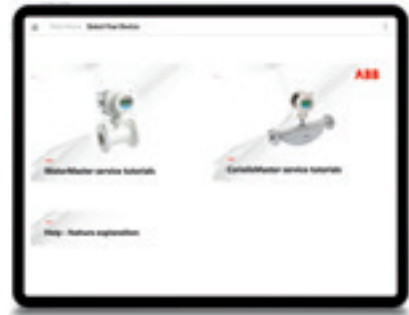 Select Your Device
ABB
WaterMaster service tutorials
CoriolisMaster service tutorials
Help - feature explanation